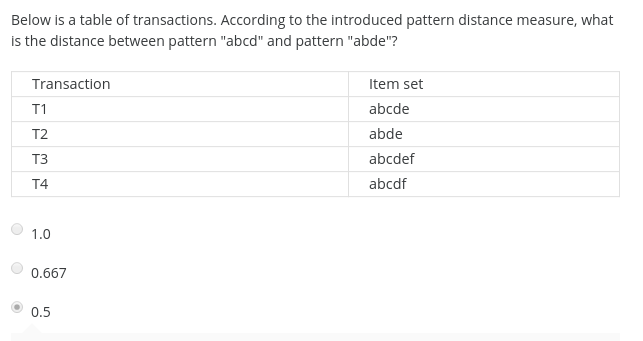 Below is a table of transactions. According to the introduced pattern distance measure, what
is the distance between pattern "abcd" and pattern "abde"?
Transaction Item set
T1 abcde
T2 abde
T3 abcdef
T4 abcdf
1.0
0.667
0.5